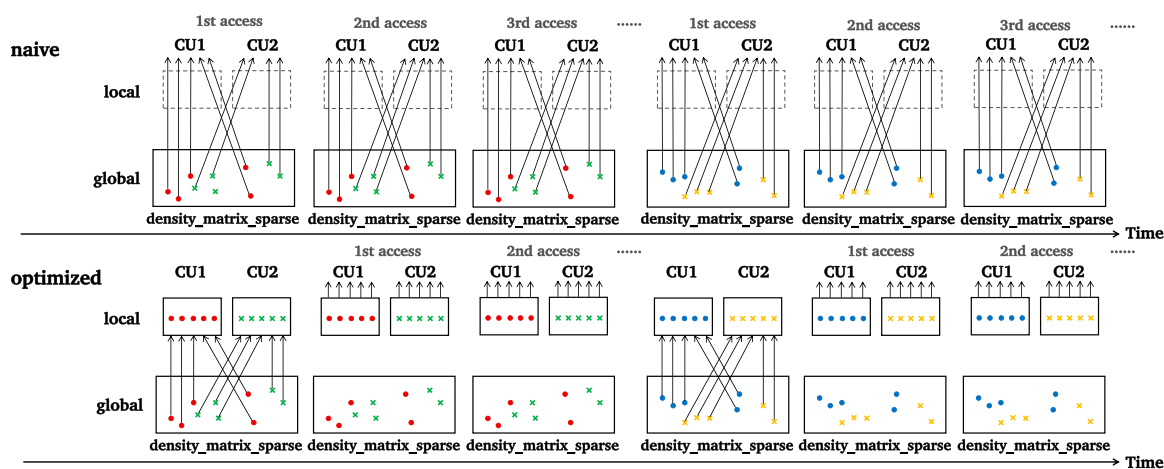 1st access 2nd access 3rd access ...... 1st access 2nd access 3rd access ......
naive CU1 CU2 CU1 CU2 CU1 CU2 CU1 CU2 CU1 CU2 CU1 CU2
local
global
density_matrix_sparse density_matrix_sparse density_matrix_sparse density_matrix_sparse density_matrix_sparse density_matrix_sparse
Time
1st access 2nd access ...... 1st access 2nd access ......
optimized CU1 CU2 CU1 CU2 CU1 CU2 CU1 CU2 CU1 CU2 CU1 CU2
local
global
density_matrix_sparse density_matrix_sparse density_matrix_sparse density_matrix_sparse density_matrix_sparse density_matrix_sparse
Time